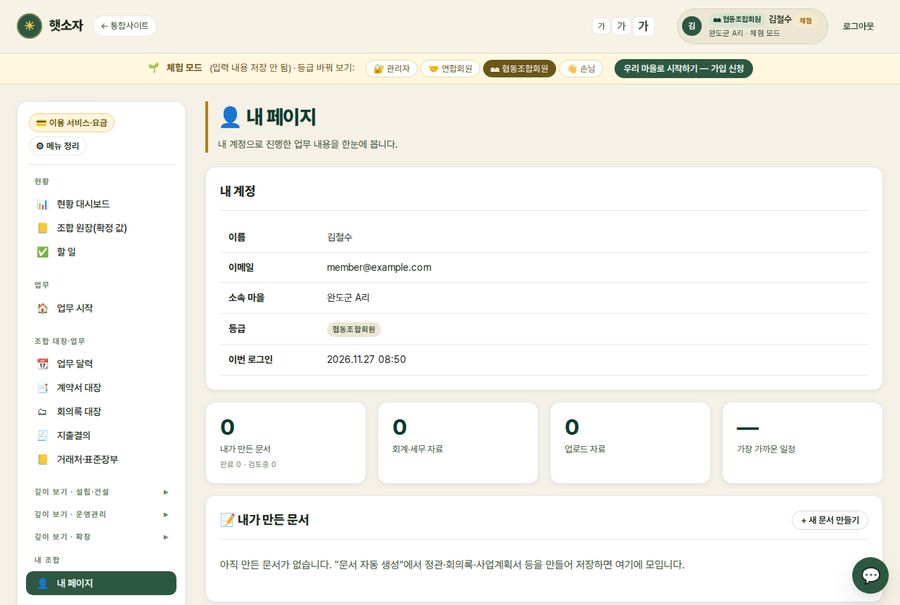 햇소자
← 통합사이트
가 가 가
김
협동조합회원 김철수 체험
완도군 A리 · 체험 모드
로그아웃
체험 모드 (입력 내용 저장 안 됨) · 등급 바꿔 보기:
관리자
연합회원
협동조합회원
손님
우리 마을로 시작하기 — 가입 신청
이용 서비스·요금
메뉴 정리
현황
현황 대시보드
조합 원장(확정 값)
할 일
업무
업무 시작
조합 대장·업무
업무 달력
계약서 대장
회의록 대장
지출결의
거래처·표준장부
깊이 보기 · 설립·건설 ▶
깊이 보기 · 운영관리 ▶
깊이 보기 · 확장 ▶
내 조합
내 페이지
내 페이지
내 계정으로 진행한 업무 내용을 한눈에 봅니다.
내 계정
이름 김철수
이메일 member@example.com
소속 마을 완도군 A리
등급 협동조합회원
이번 로그인 2026.11.27 08:50
0
내가 만든 문서
완료 0 · 검토중 0
0
회계·세무 자료
0
업로드 자료
—
가장 가까운 일정
내가 만든 문서
+ 새 문서 만들기
아직 만든 문서가 없습니다. "문서 자동 생성"에서 정관·회의록·사업계획서 등을 만들어 저장하면 여기에 모입니다.